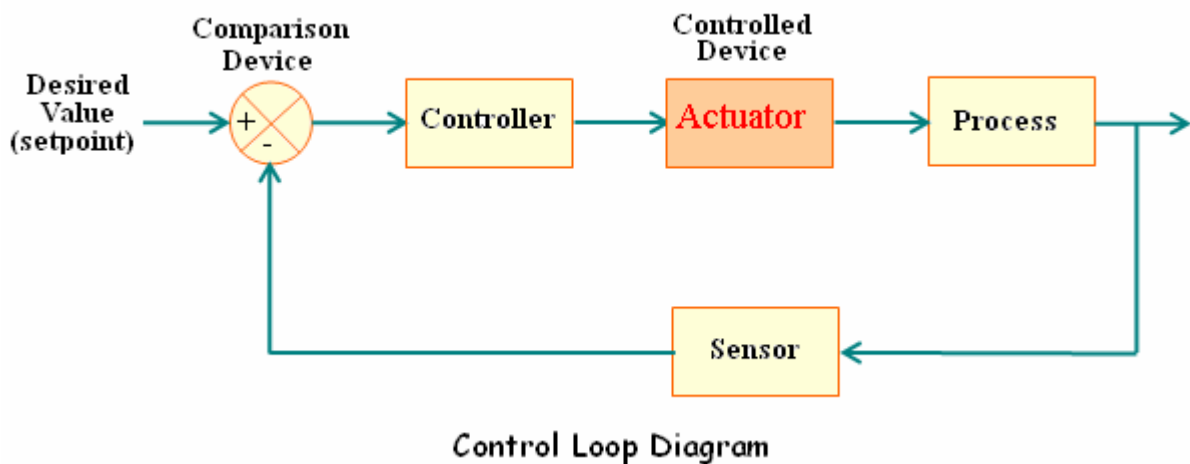 Comparison
Device
Controlled
Device
Desired
Value
(setpoint)
+
-
Controller
Actuator
Process
Sensor
Control Loop Diagram